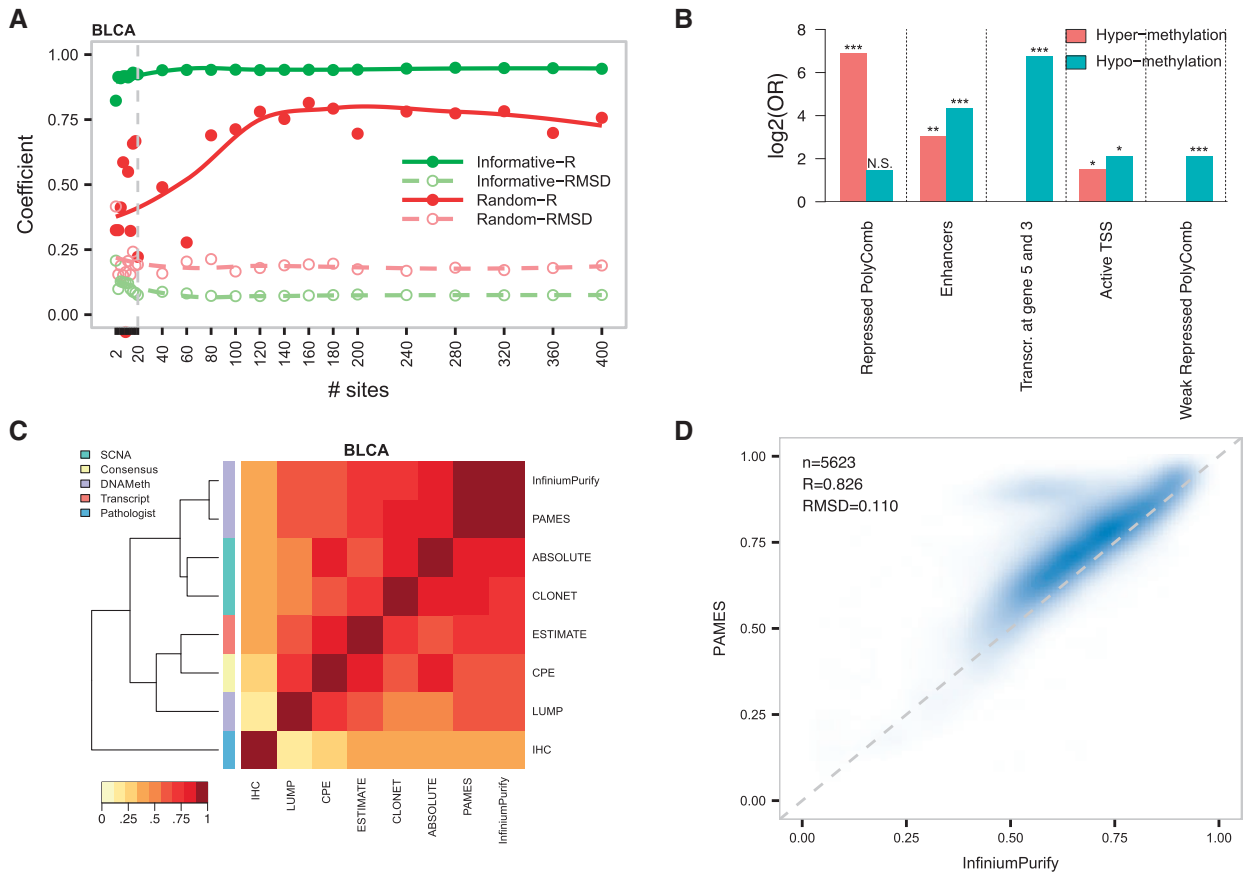 A
BLCA
1.00
0.75
0.50
0.25
0.00
Coefficient
Informative−R
Informative−RMSD
Random−R
Random−RMSD
2 20 40 60 80 100 120 140 160 180 200 240 280 320 360 400
# sites
B
8
6
4
2
0
log2(OR)
Hyper−methylation
Hypo−methylation
*** N.S. ** *** *** * * ***
Repressed PolyComb
Enhancers
Transcr. at gene 5 and 3
Active TSS
Weak Repressed PolyComb
C
BLCA
SCNA
Consensus
DNAMeth
Transcript
Pathologist
InfiniumPurify
PAMES
ABSOLUTE
CLONET
ESTIMATE
CPE
LUMP
IHC
0 .25 .5 .75 1
IHC LUMP CPE ESTIMATE CLONET ABSOLUTE PAMES InfiniumPurify
D
n=5623
R=0.826
RMSD=0.110
1.00
0.75
0.50
0.25
0.00
PAMES
0.00 0.25 0.50 0.75 1.00
InfiniumPurify